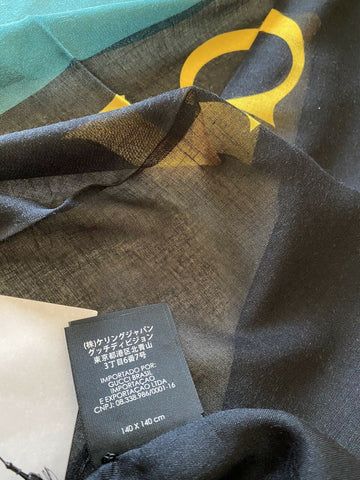 (株)ケリングジャパン
グッチディビジョン
東京都港区北青山
3丁目6番7号
IMPORTADO POR:
GUCCI BRASIL
IMPORTACAO
E EXPORTAÇAO LTDA
CNPJ: 08.338.986/0001-16
140 X 140 cm